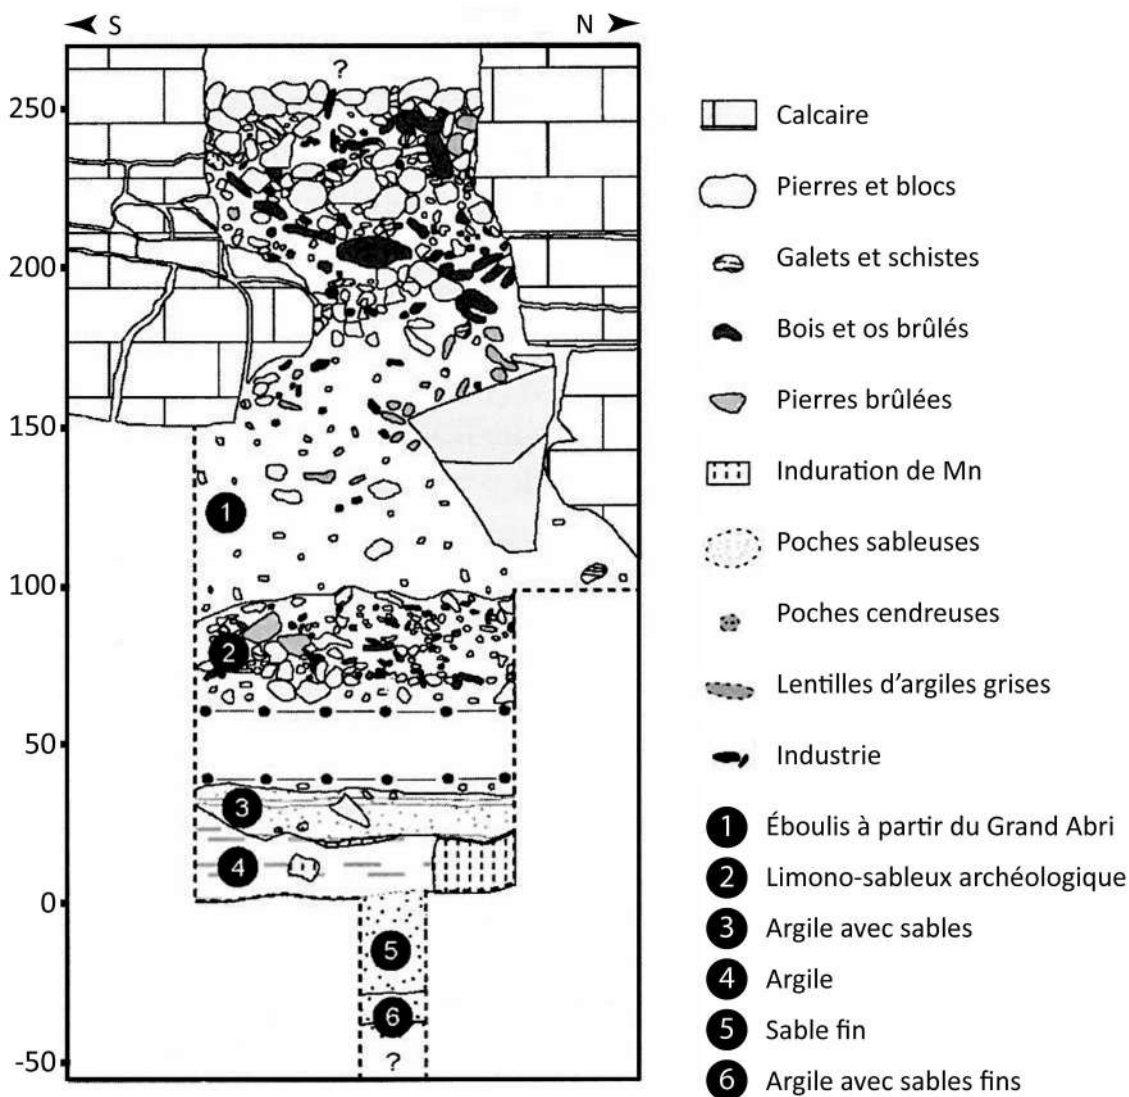 S N
?
250
200
150
100
50
0
-50
1
2
3
4
5
6
?
Calcaire
Pierres et blocs
Galets et schistes
Bois et os brûlés
Pierres brûlées
Induration de Mn
Poches sableuses
Poches cendreuses
Lentilles d’argiles grises
Industrie
1 Éboulis à partir du Grand Abri
2 Limono-sableux archéologique
3 Argile avec sables
4 Argile
5 Sable fin
6 Argile avec sables fins